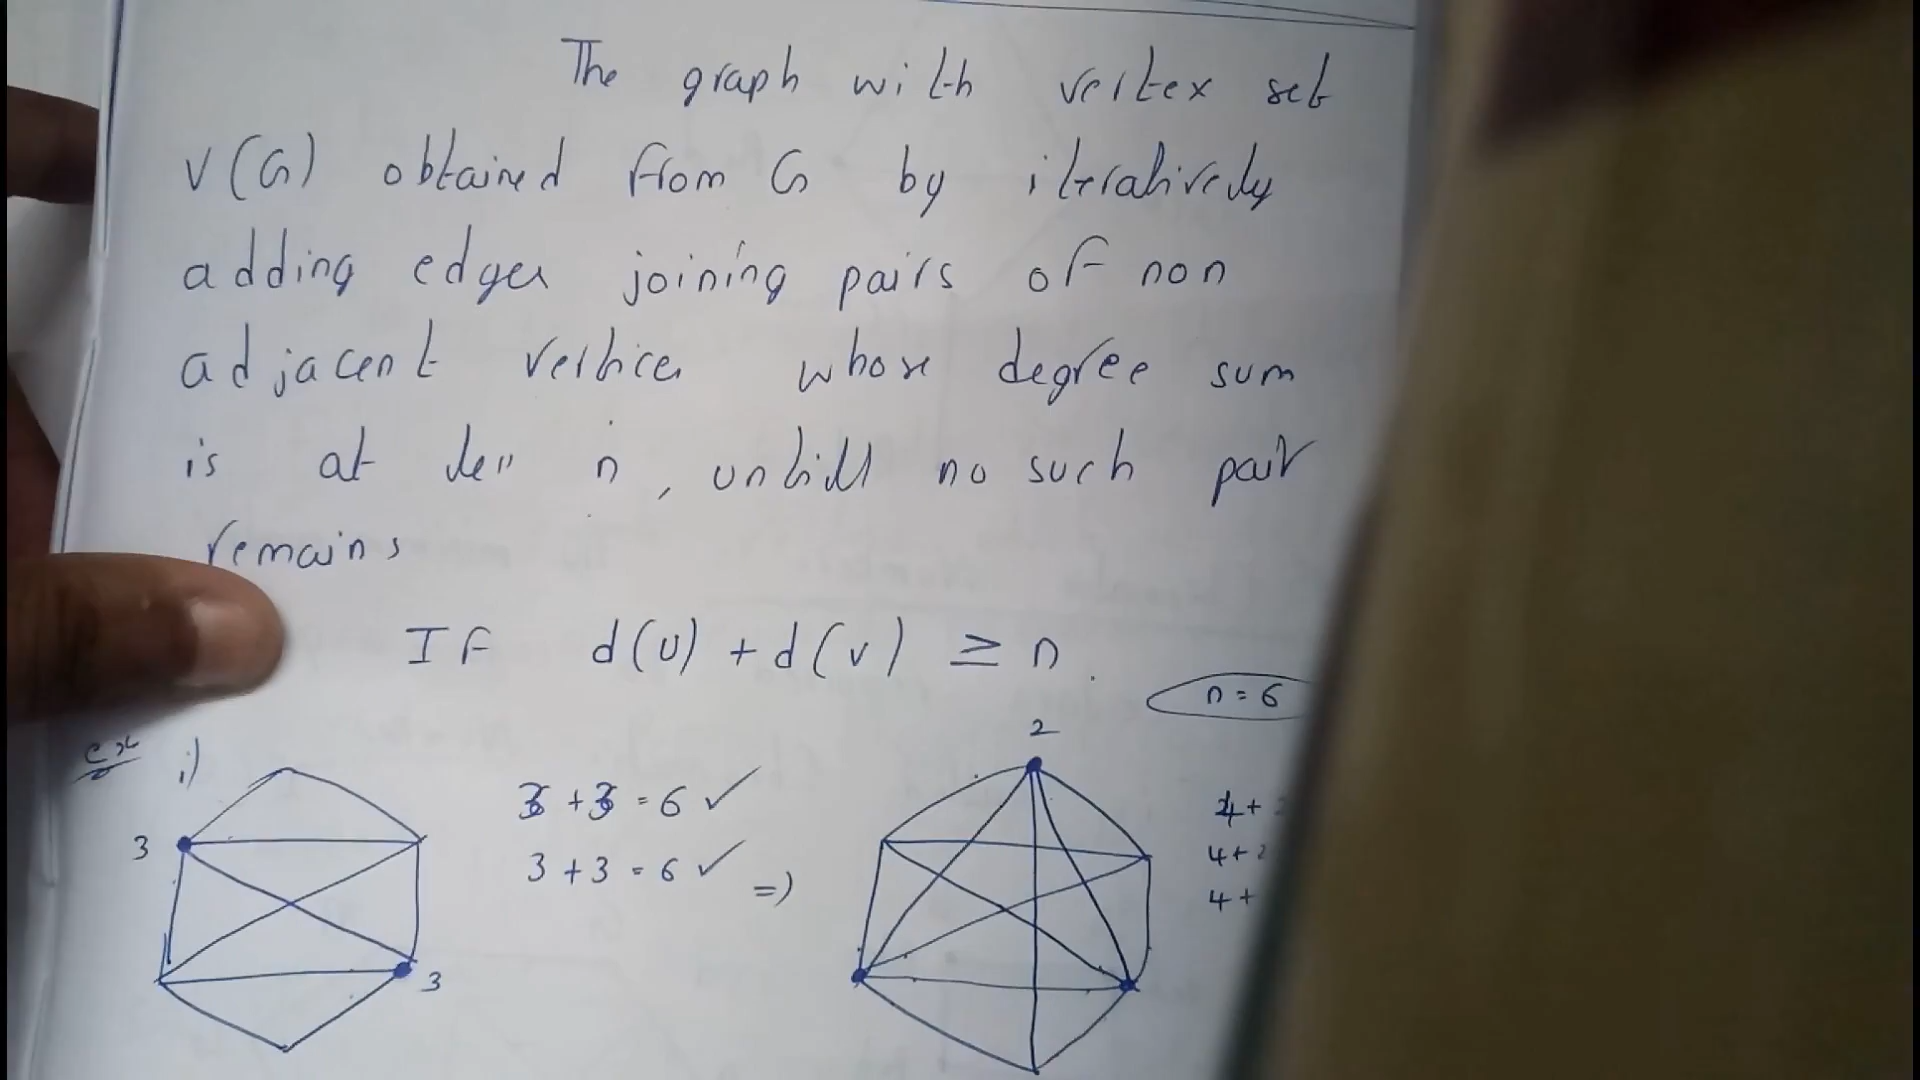 The graph with vertex set
V(G) obtained from G by iteratively
adding edges joining pairs of non
adjacent vertices whose degree sum
is at n, untill no such pair
remains
If d(u) + d(v) ≥ n.
n = 6
2
ex i)
3 + 3 = 6 ✓
4 +
3
3 + 3 = 6 ✓ =)
4 + 2
4 +
3